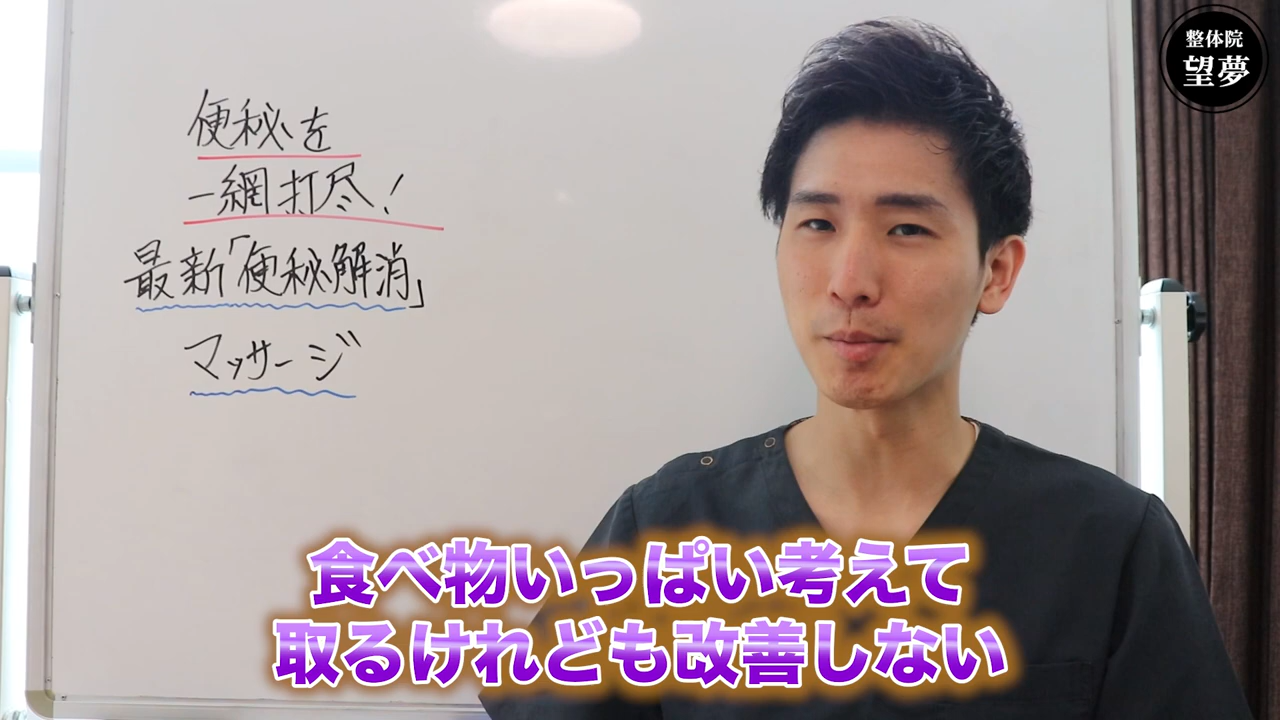 便秘を
一網打尽！
最新「便秘解消」
マッサージ
整体院
望夢
食べ物いっぱい考えて
取るけれども改善しない